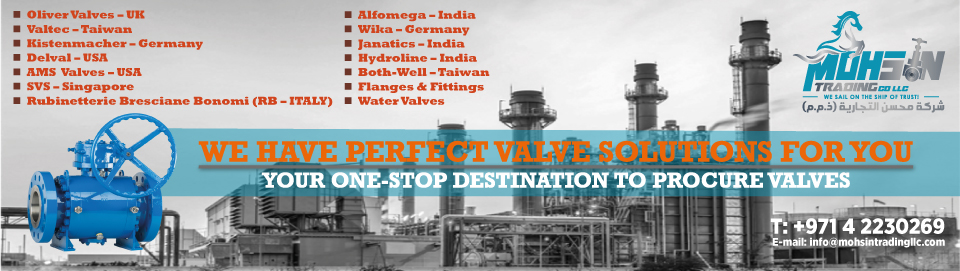 Oliver Valves – UK
Valtec – Taiwan
Kistenmacher – Germany
Delval – USA
AMS Valves – USA
SVS – Singapore
Rubinetterie Bresciane Bonomi (RB – ITALY)
Alfomega – India
Wika – Germany
Janatics – India
Hydroline – India
Both-Well – Taiwan
Flanges & Fittings
Water Valves
MOHSIN
TRADING CO LLC
WE SAIL ON THE SHIP OF TRUST!
شركة محسن التجارية (ذ.م.م)
WE HAVE PERFECT VALVE SOLUTIONS FOR YOU
YOUR ONE-STOP DESTINATION TO PROCURE VALVES
T: +971 4 2230269
E-mail: info@mohsintradingllc.com